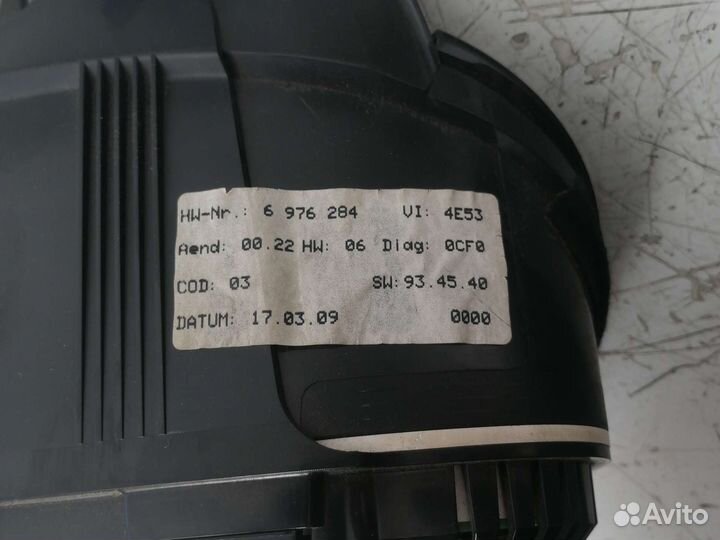 HW-Nr.: 6 976 284 VI: 4E53
Aend: 00.22 HW: 06 Diag: 0CF0
COD: 03 SW: 93.45.40
DATUM: 17.03.09 0000
Avito